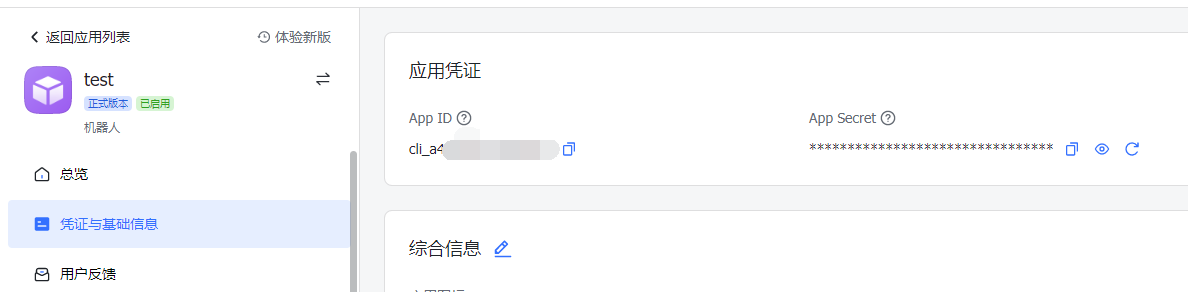 返回应用列表
体验新版
test
正式版本 已启用
机器人
总览
凭证与基础信息
用户反馈
应用凭证
App ID
App Secret
cli_a4
********************************
综合信息